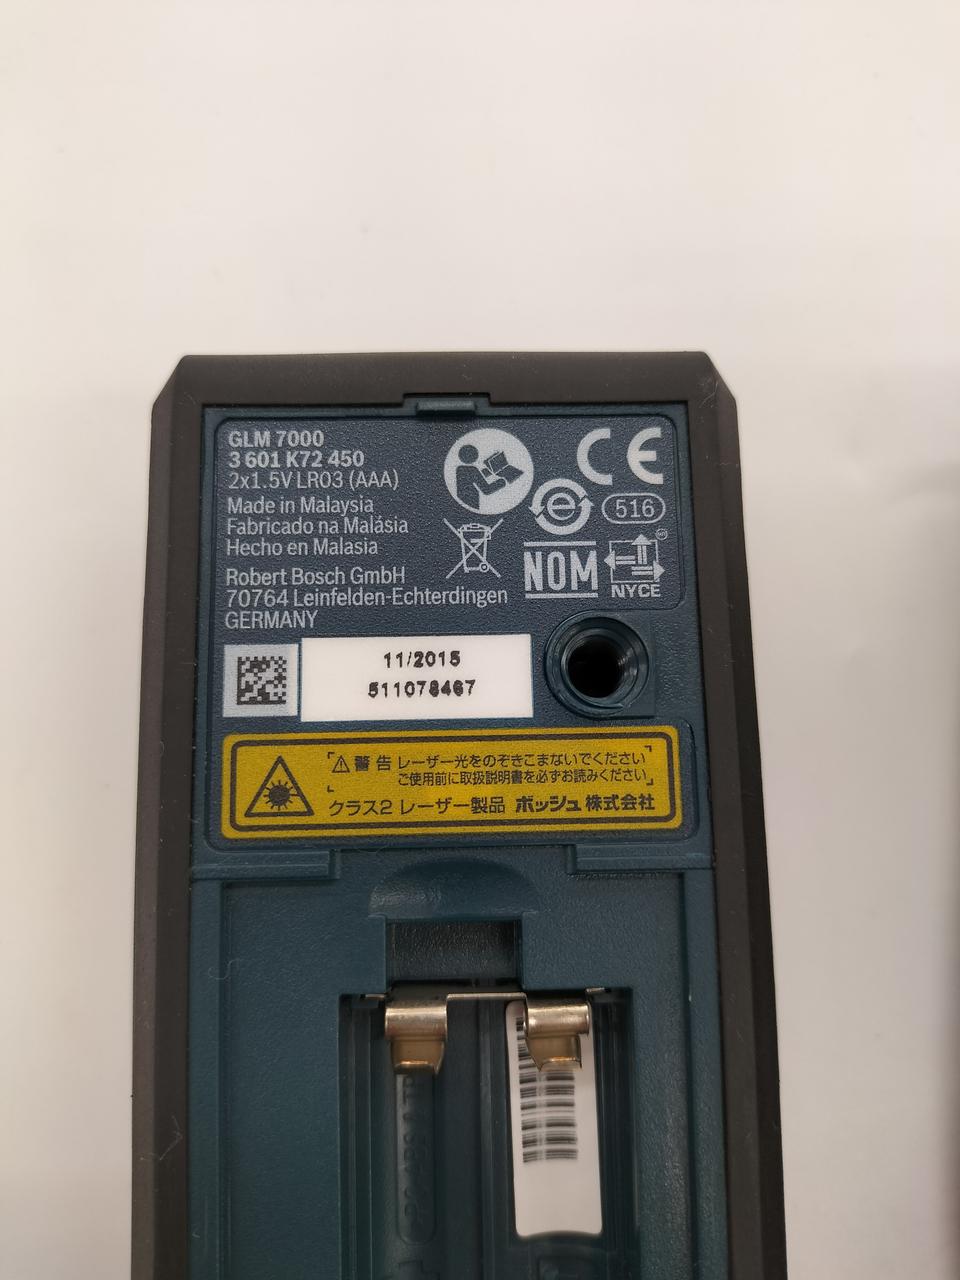 GLM 7000
3 601 K72 450
2x1.5V LR03 (AAA)
Made in Malaysia
Fabricado na Malásia
Hecho en Malasia
Robert Bosch GmbH
70764 Leinfelden-Echterdingen
GERMANY
CE
e
516
NOM
NYCE
11/2015
511078467
⚠警告 レーザー光をのぞきこまないでください
ご使用前に取扱説明書を必ずお読みください
クラス2 レーザー製品 ボッシュ株式会社